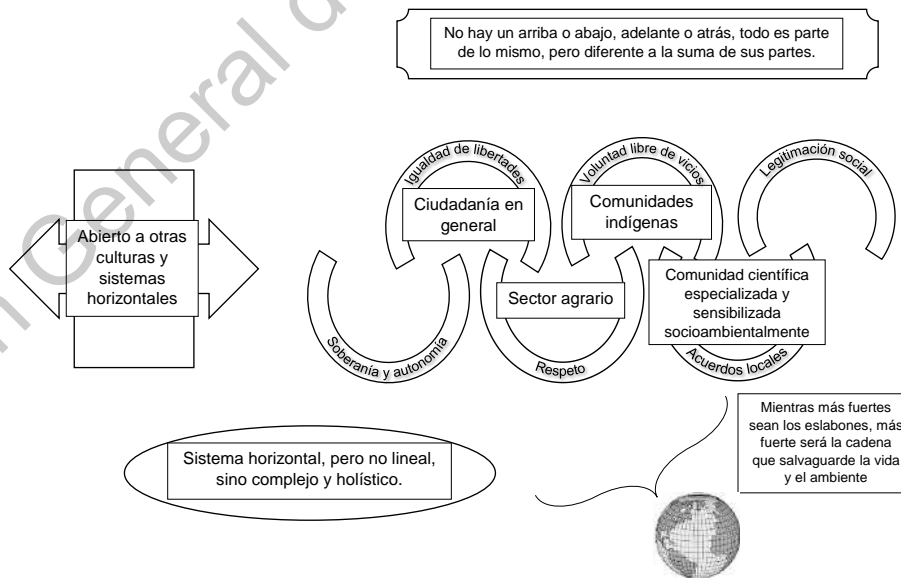 No hay un arriba o abajo, adelante o atrás, todo es parte
de lo mismo, pero diferente a la suma de sus partes.
Igualdad de libertades
Voluntad libre de vicios
Legitimación social
Ciudadanía en
general
Comunidades
indígenas
Abierto a otras
culturas y
sistemas
horizontales
Sector agrario
Comunidad científica
especializada y
sensibilizada
socioambientalmente
Soberanía y autonomía
Respeto
Acuerdos locales
Mientras más fuertes
sean los eslabones, más
fuerte será la cadena
que salvaguarde la vida
y el ambiente
Sistema horizontal, pero no lineal,
sino complejo y holístico.
General